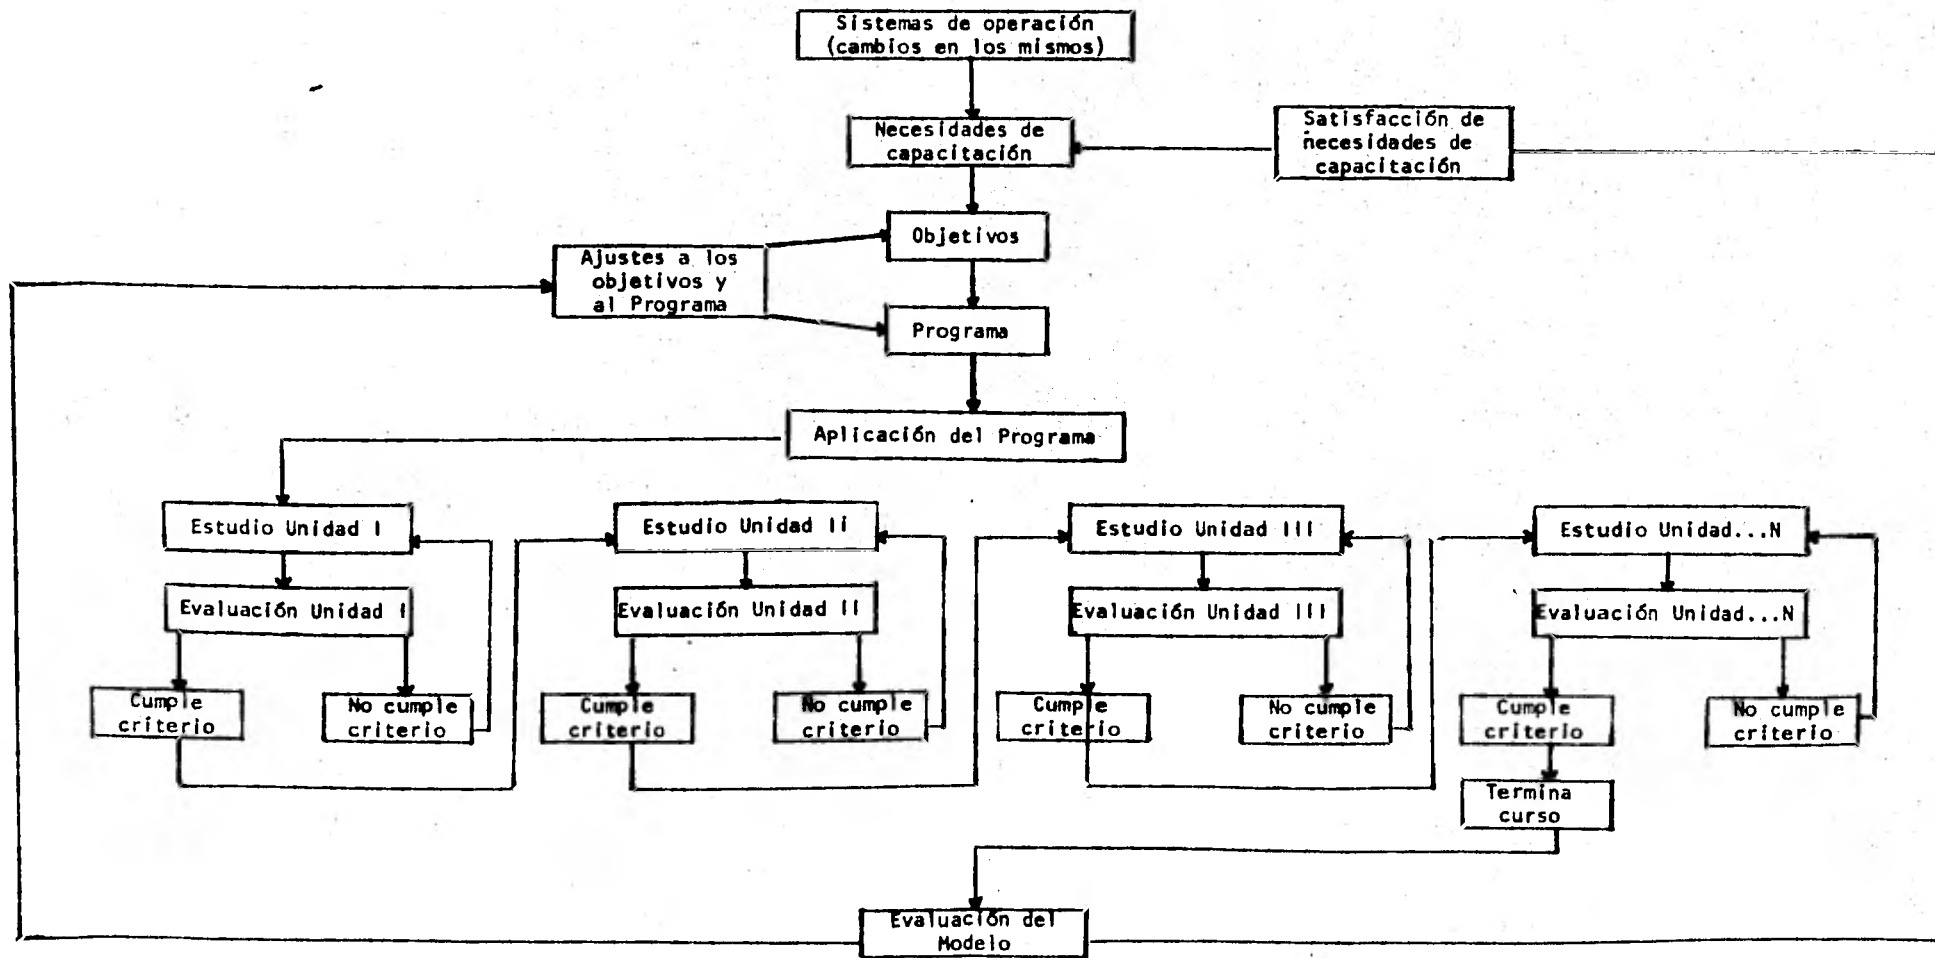 Sistemas de operación
(cambios en los mismos)
Necesidades de
capacitación
Satisfacción de
necesidades de
capacitación
Objetivos
Ajustes a los
objetivos y
al Programa
Programa
Aplicación del Programa
Estudio Unidad I
Estudio Unidad Ii
Estudio Unidad III
Estudio Unidad...N
Evaluación Unidad I
Evaluación Unidad II
Evaluación Unidad III
Evaluación Unidad...N
Cumple
criterio
No cumple
criterio
Cumple
criterio
No cumple
criterio
Cumple
criterio
No cumple
criterio
Cumple
criterio
No cumple
criterio
Termina
curso
Evaluación del
Modelo